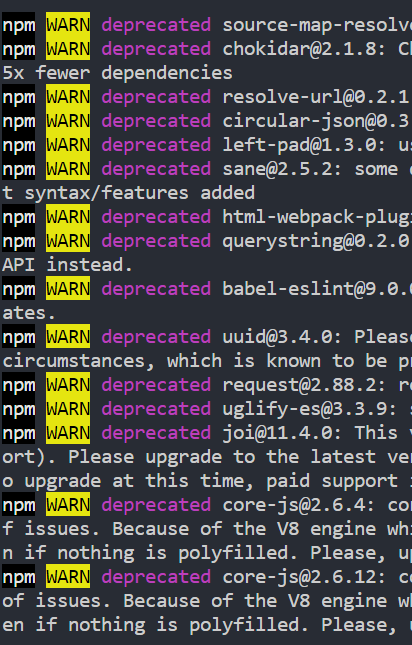 npm WARN deprecated source-map-resolve
npm WARN deprecated chokidar@2.1.8: C
5x fewer dependencies
npm WARN deprecated resolve-url@0.2.1
npm WARN deprecated circular-json@0.3
npm WARN deprecated left-pad@1.3.0: us
npm WARN deprecated sane@2.5.2: some
t syntax/features added
npm WARN deprecated html-webpack-plug
npm WARN deprecated querystring@0.2.0
API instead.
npm WARN deprecated babel-eslint@9.0.0
ates.
npm WARN deprecated uuid@3.4.0: Please
circumstances, which is known to be p
npm WARN deprecated request@2.88.2: re
npm WARN deprecated uglify-es@3.3.9: s
npm WARN deprecated joi@11.4.0: This
ort). Please upgrade to the latest ver
o upgrade at this time, paid support
npm WARN deprecated core-js@2.6.4: cor
f issues. Because of the V8 engine whi
n if nothing is polyfilled. Please, up
npm WARN deprecated core-js@2.6.12: co
of issues. Because of the V8 engine wh
en if nothing is polyfilled. Please,